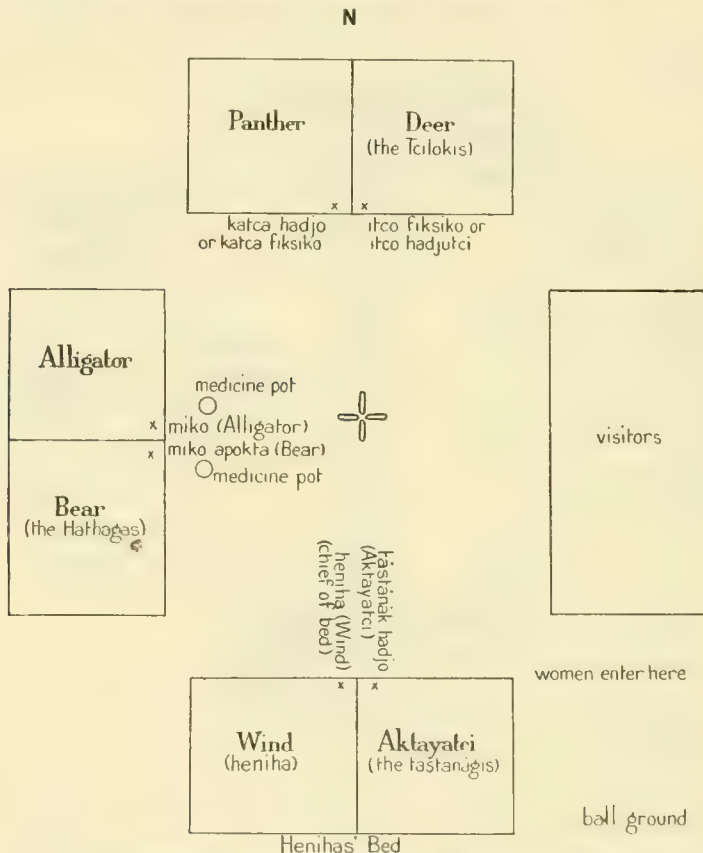 N
Panther
Deer
(the Tcilokis)
katca hadjo
or katca fiksiko
itco fiksiko or
itco hadjutci
Alligator
medicine pot
miko (Alligator)
miko apokta (Bear)
medicine pot
Bear
(the Hathagas)
visitors
heniha (Wind)
(chief of bed)
tăstănăk hadjo
(Aktayatci)
women enter here
Wind
(heniha)
Aktayatci
(the tastanăgis)
ball ground
Henihas' Bed